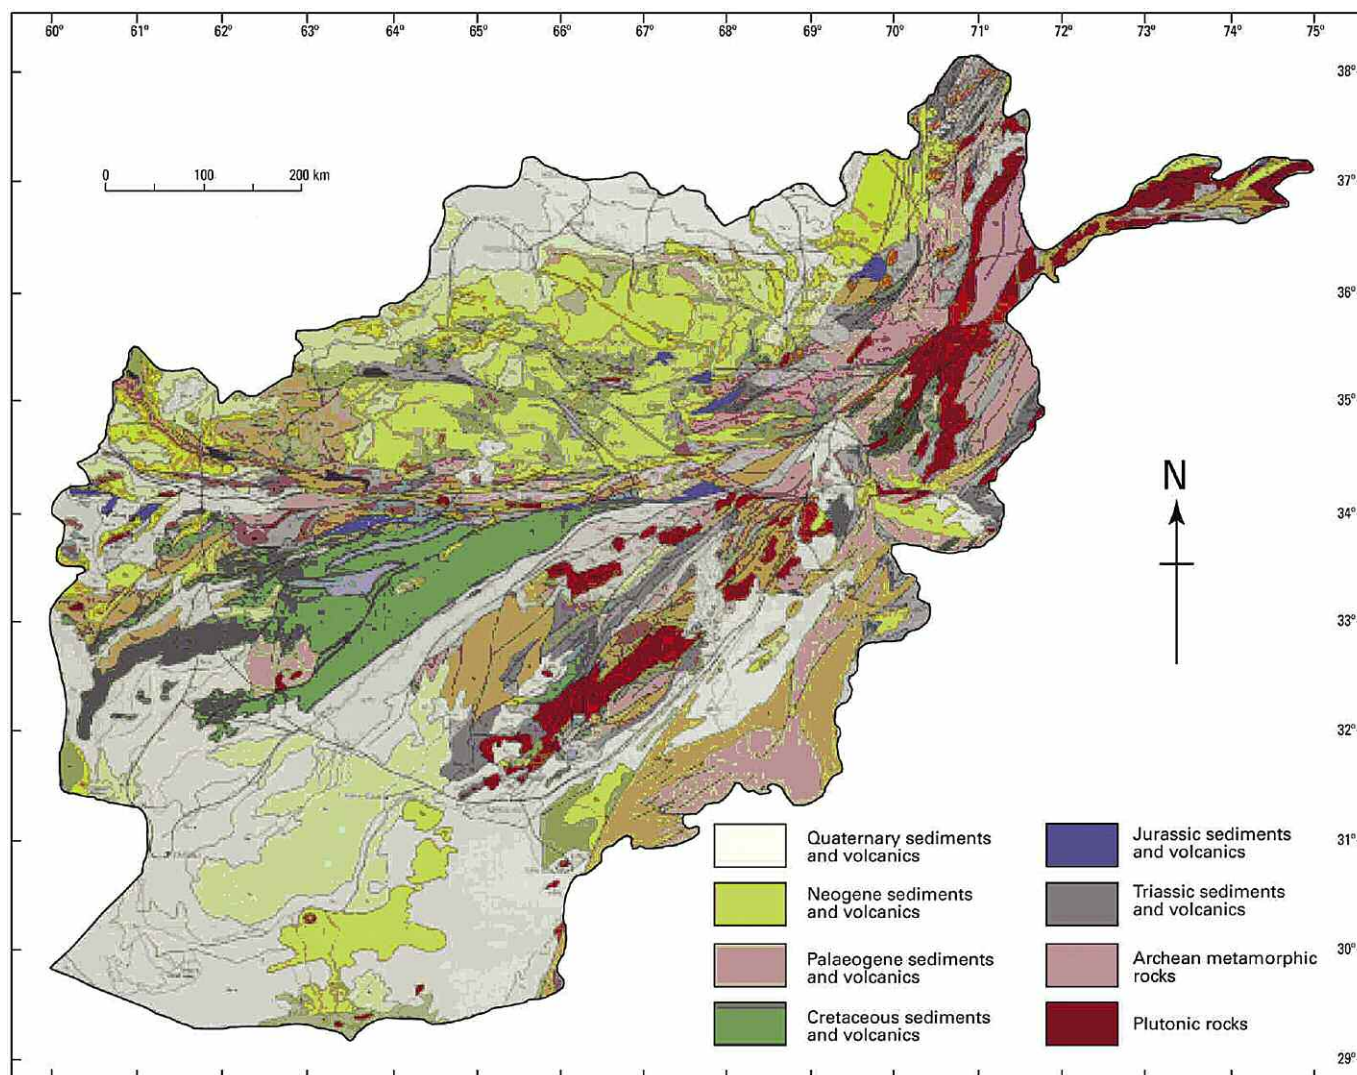 60° 61° 62° 63° 64° 65° 66° 67° 68° 69° 70° 71° 72° 73° 74° 75°
38°
37°
36°
35°
34°
33°
32°
31°
30°
29°
0 100 200 km
N
Quaternary sediments
and volcanics
Neogene sediments
and volcanics
Palaeogene sediments
and volcanics
Cretaceous sediments
and volcanics
Jurassic sediments
and volcanics
Triassic sediments
and volcanics
Archean metamorphic
rocks
Plutonic rocks